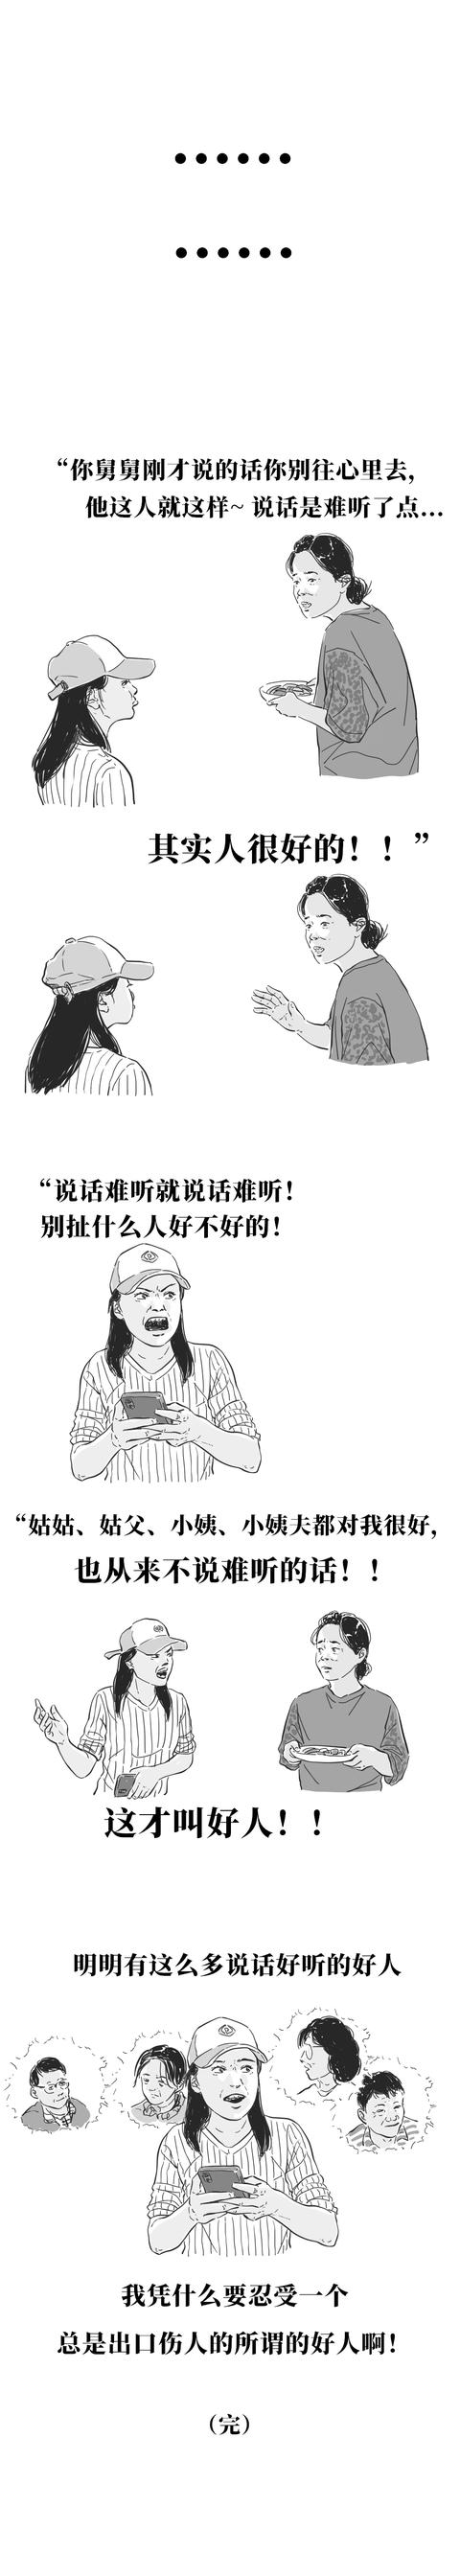 ......
......
“你舅舅刚才说的话你别往心里去，
他这人就这样~ 说话是难听了点...
其实人很好的！！”
“说话难听就说话难听！
别扯什么人好不好的！
“姑姑、姑父、小姨、小姨夫都对我很好，
也从来不说难听的话！！
这才叫好人！！
明明有这么多说话好听的好人
我凭什么要忍受一个
总是出口伤人的所谓的好人啊！
（完）